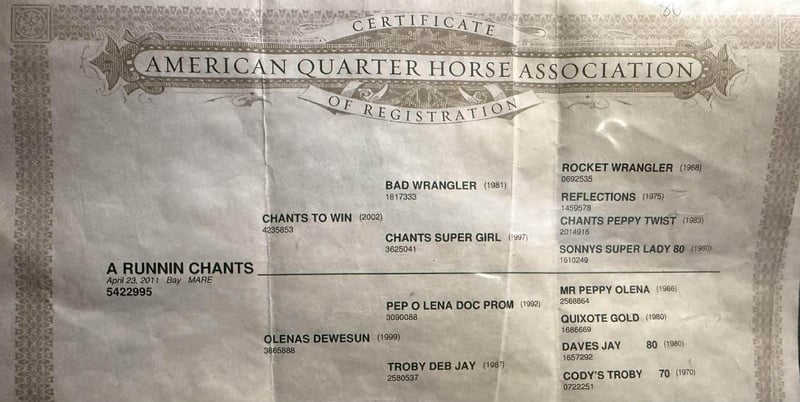 86
CERTIFICATE
AMERICAN QUARTER HORSE ASSOCIATION
OF REGISTRATION
ROCKET WRANGLER (1968)
0692535
BAD WRANGLER (1981)
1817333
REFLECTIONS (1975)
1459578
CHANTS TO WIN (2002)
4235853
CHANTS PEPPY TWIST (1983)
2014916
CHANTS SUPER GIRL (1997)
3625041
SONNYS SUPER LADY 80 (1980)
1610249
A RUNNIN CHANTS
April 23, 2011 Bay MARE
5422995
MR PEPPY OLENA (1986)
2568864
PEP O LENA DOC PROM (1992)
3090088
QUIXOTE GOLD (1980)
1686669
OLENAS DEWESUN (1999)
3865888
DAVES JAY 80 (1980)
1657292
TROBY DEB JAY (1987)
2580537
CODY'S TROBY 70 (1970)
0722251